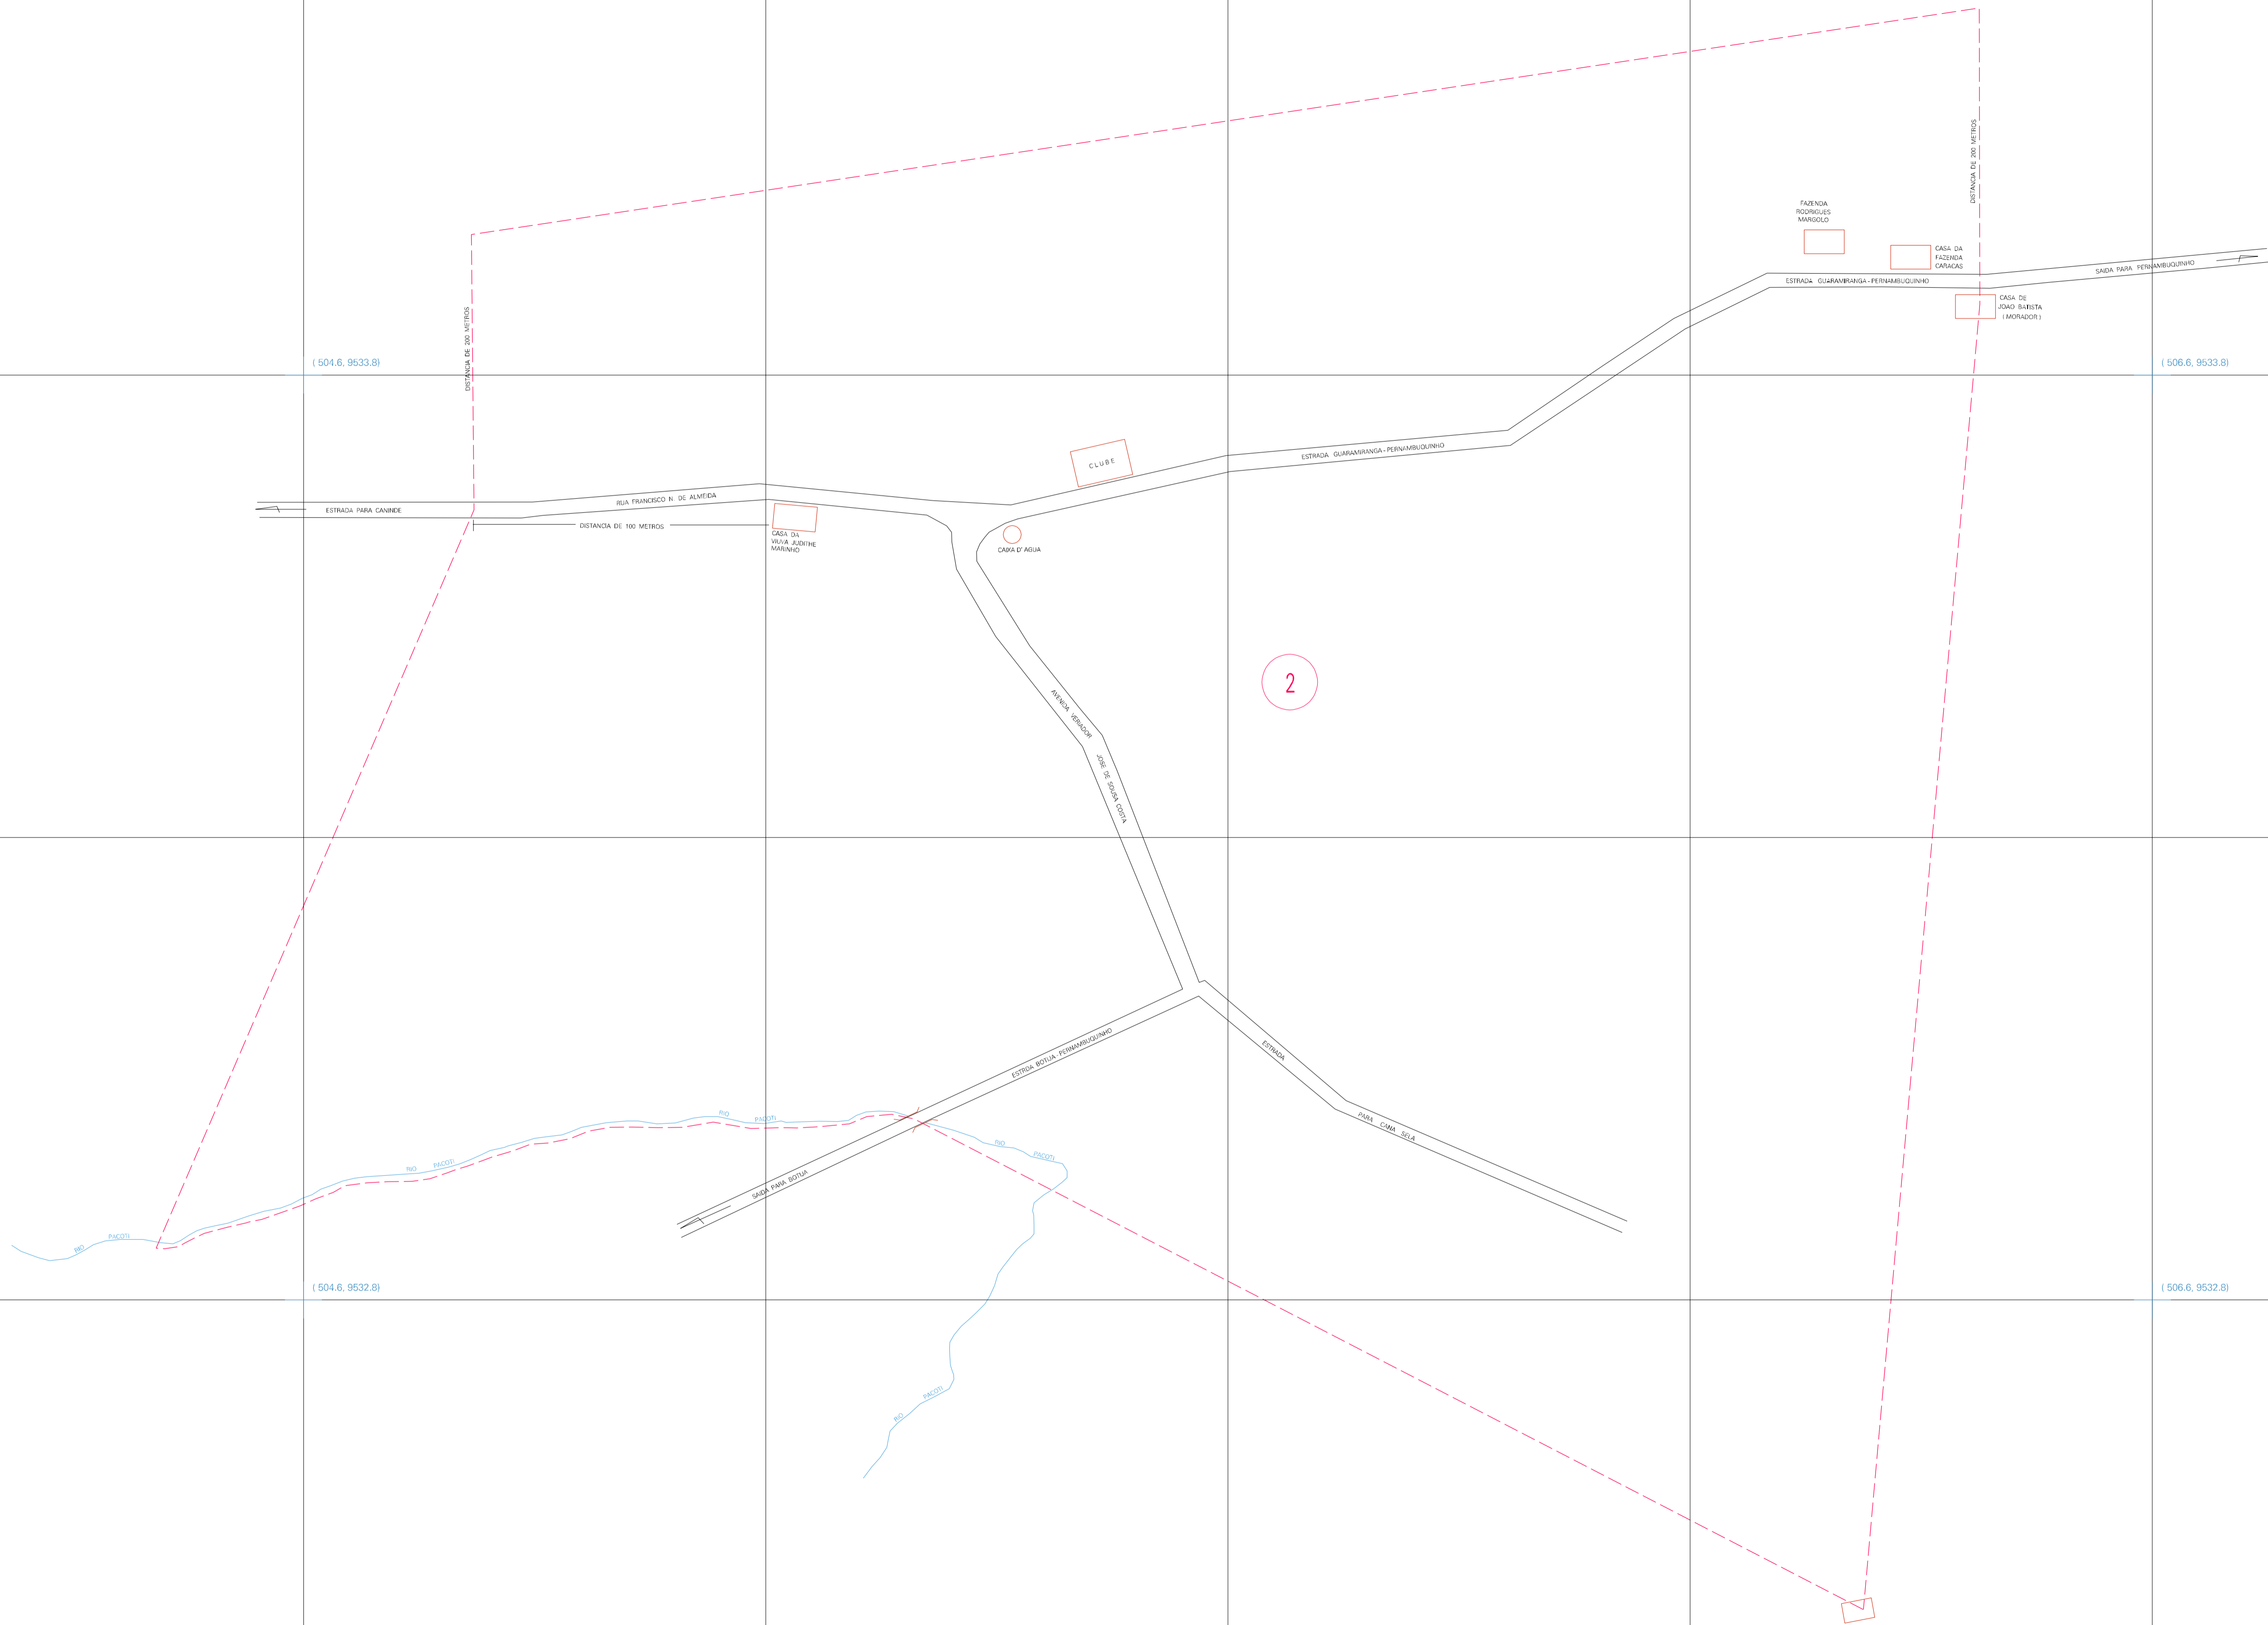 DISTANCIA DE 200 METROS
FAZENDA
RODRIGUES
MARGOLO
CASA DA
FAZENDA
CARACAS
SAIDA PARA PERNAMBUQUINHO
ESTRADA GUARAMIRANGA - PERNAMBUQUINHO
CASA DE
JOAO BATISTA
( MORADOR )
DISTANCIA DE 200 METROS
( 504.6, 9533.8)
( 506.6, 9533.8)
ESTRADA GUARAMIRANGA - PERNAMBUQUINHO
CLUBE
RUA FRANCISCO N. DE ALMEIDA
ESTRADA PARA CANINDE
DISTANCIA DE 100 METROS
CASA DA
VIUVA JUDITHE
MARINHO
CAIXA D' AGUA
2
AVENIDA VERIADOR
JOSE DE SOUSA COSTA
ESTRDA BOTUA - PERNAMBUQUINHO
ESTRADA
PARA CANA SELA
RIO PACOTI
RIO PACOTI
RIO PACOTI
SAIDA PARA BOTUA
RIO PACOTI
( 504.6, 9532.8)
( 506.6, 9532.8)
RIO PACOTI